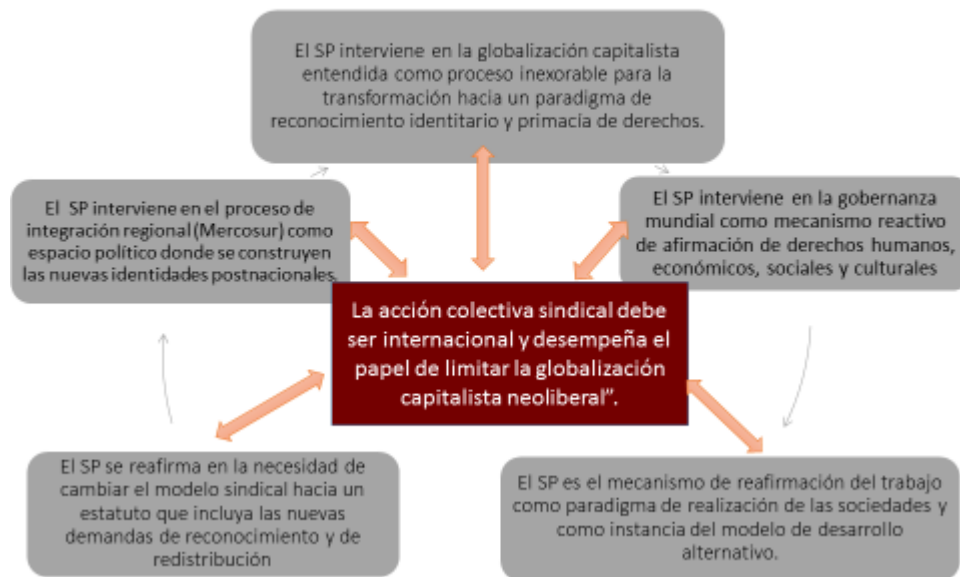 El SP interviene en la globalización capitalista
entendida como proceso inexorable para la
transformación hacia un paradigma de
reconocimiento identitario y primacía de derechos.
El SP interviene en el proceso de
integración regional (Mercosur) como
espacio político donde se construyen
las nuevas identidades postnacionales.
El SP interviene en la gobernanza
mundial como mecanismo reactivo
de afirmación de derechos humanos,
económicos, sociales y culturales
La acción colectiva sindical debe
ser internacional y desempeña el
papel de limitar la globalización
capitalista neoliberal”.
El SP se reafirma en la necesidad de
cambiar el modelo sindical hacia un
estatuto que incluya las nuevas
demandas de reconocimiento y de
redistribución
El SP es el mecanismo de reafirmación del trabajo
como paradigma de realización de las sociedades y
como instancia del modelo de desarrollo
alternativo.